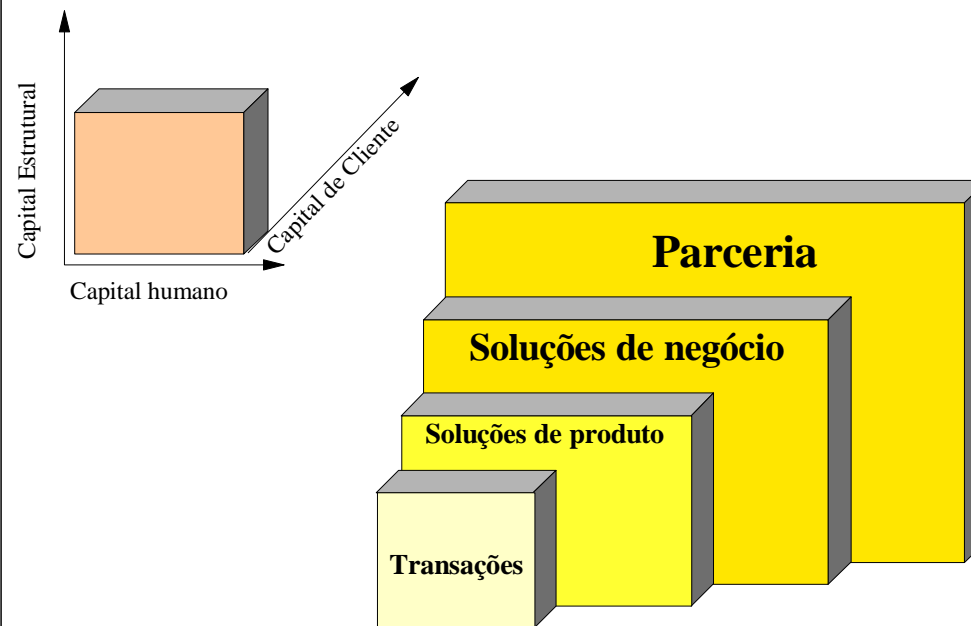 Capital Estrutural
Capital de Cliente
Capital humano
Parceria
Soluções de negócio
Soluções de produto
Transações